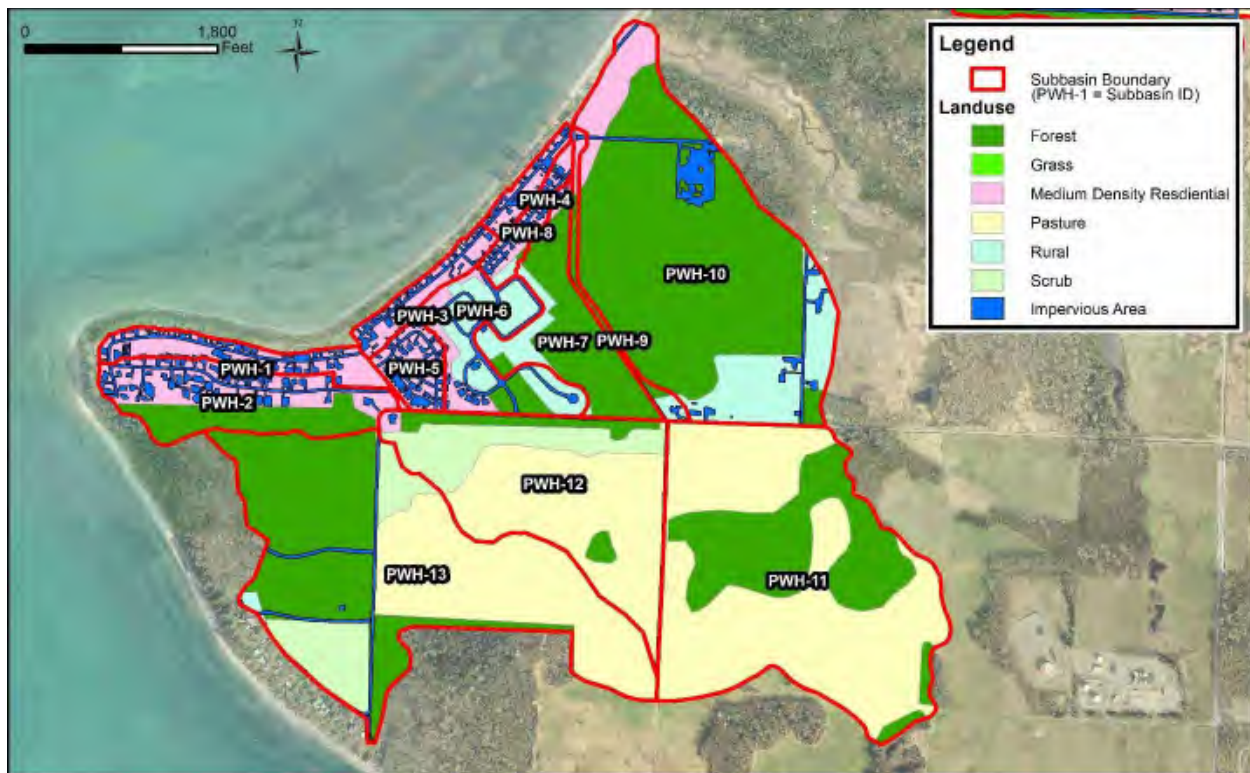 0 1,800
Feet
N
Legend
Subbasin Boundary
(PWH-1 = Subbasin ID)
Landuse
Forest
Grass
Medium Density Resdiential
Pasture
Rural
Scrub
Impervious Area
PWH-4
PWH-8
PWH-10
PWH-3
PWH-6
PWH-7
PWH-9
PWH-1
PWH-5
PWH-2
PWH-12
PWH-13
PWH-11